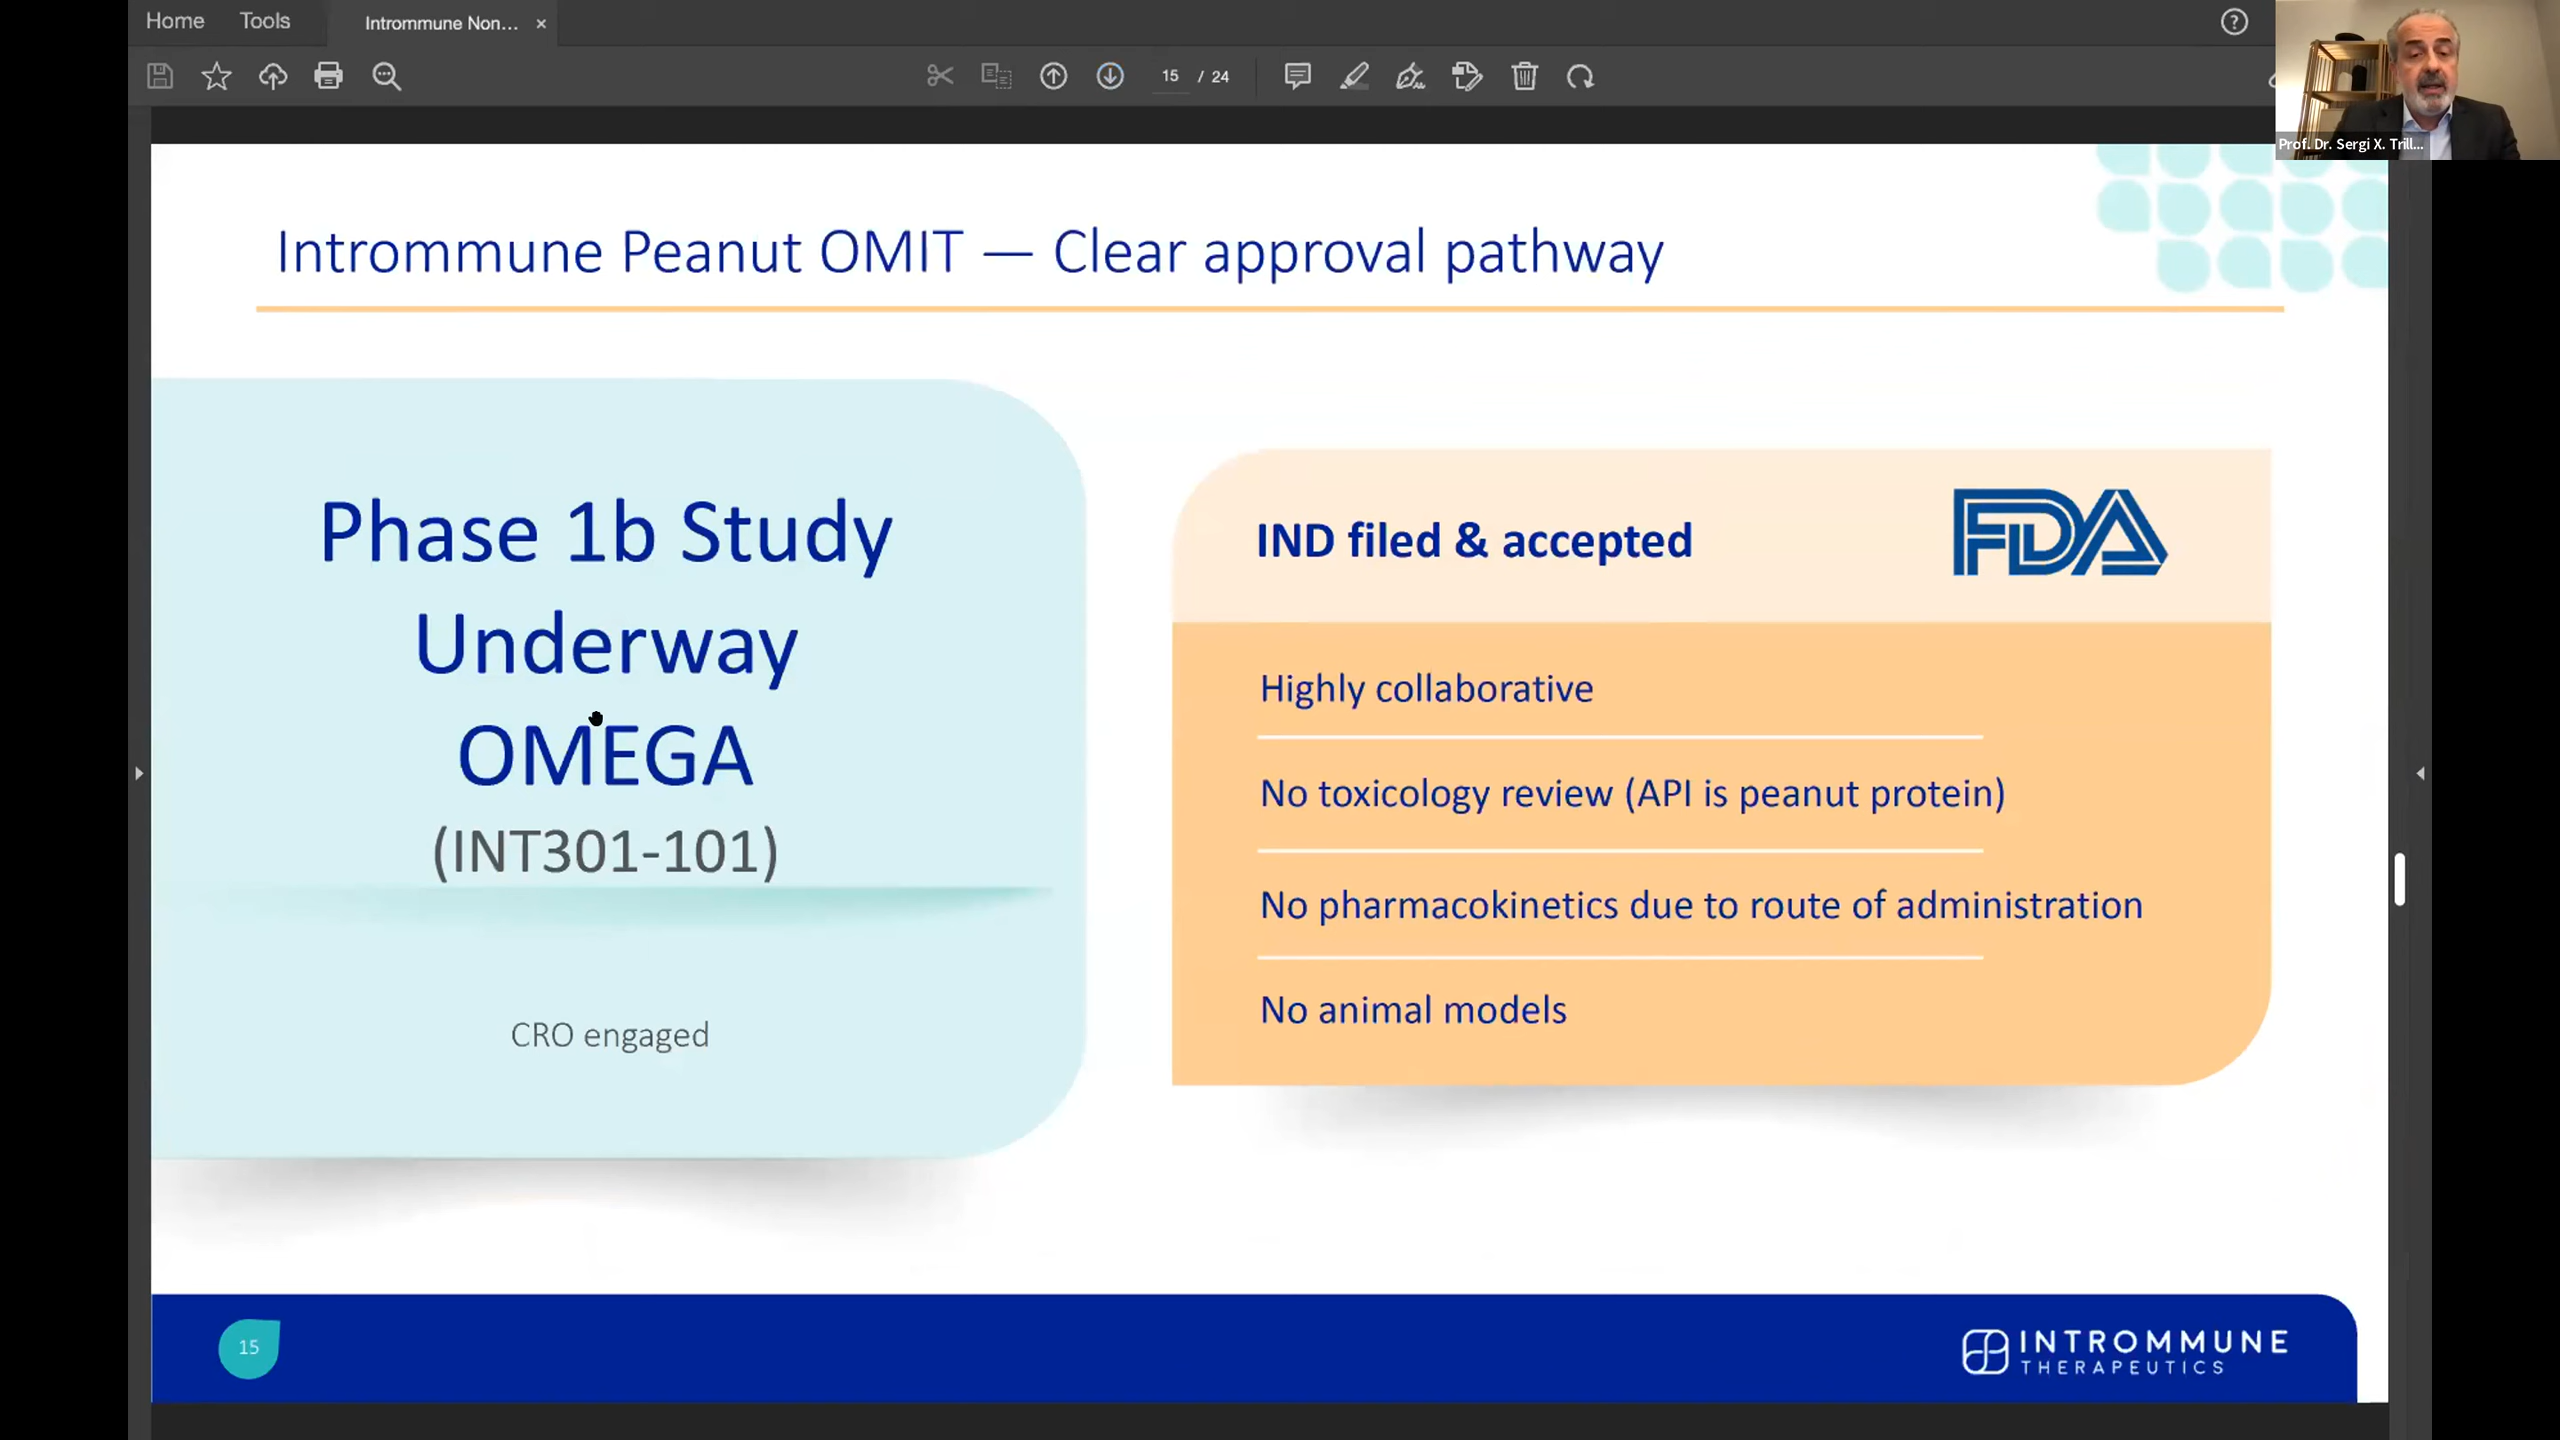 Home Tools Intrommune Non... ×
15 / 24
Prof. Dr. Sergi X. Trill...
Intrommune Peanut OMIT — Clear approval pathway
Phase 1b Study
Underway
OMEGA
(INT301-101)
CRO engaged
IND filed & accepted
FDA
Highly collaborative
No toxicology review (API is peanut protein)
No pharmacokinetics due to route of administration
No animal models
15
INTROMMUNE
THERAPEUTICS